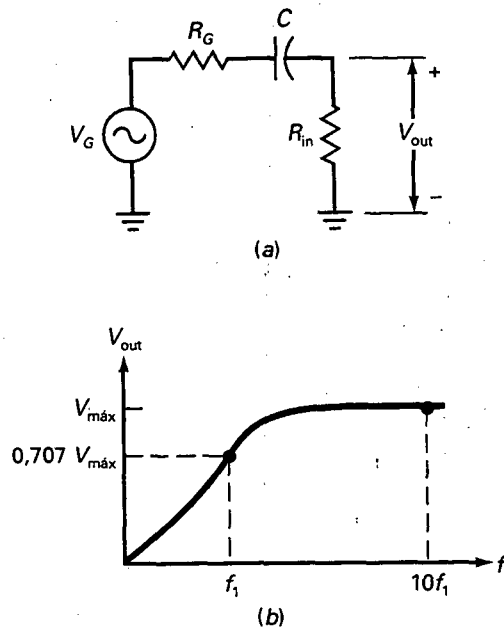 R_G
C
V_G
R_in
+
V_out
−
(a)
V_out
V_máx
0,707 V_máx
f
f_1
10f_1
(b)